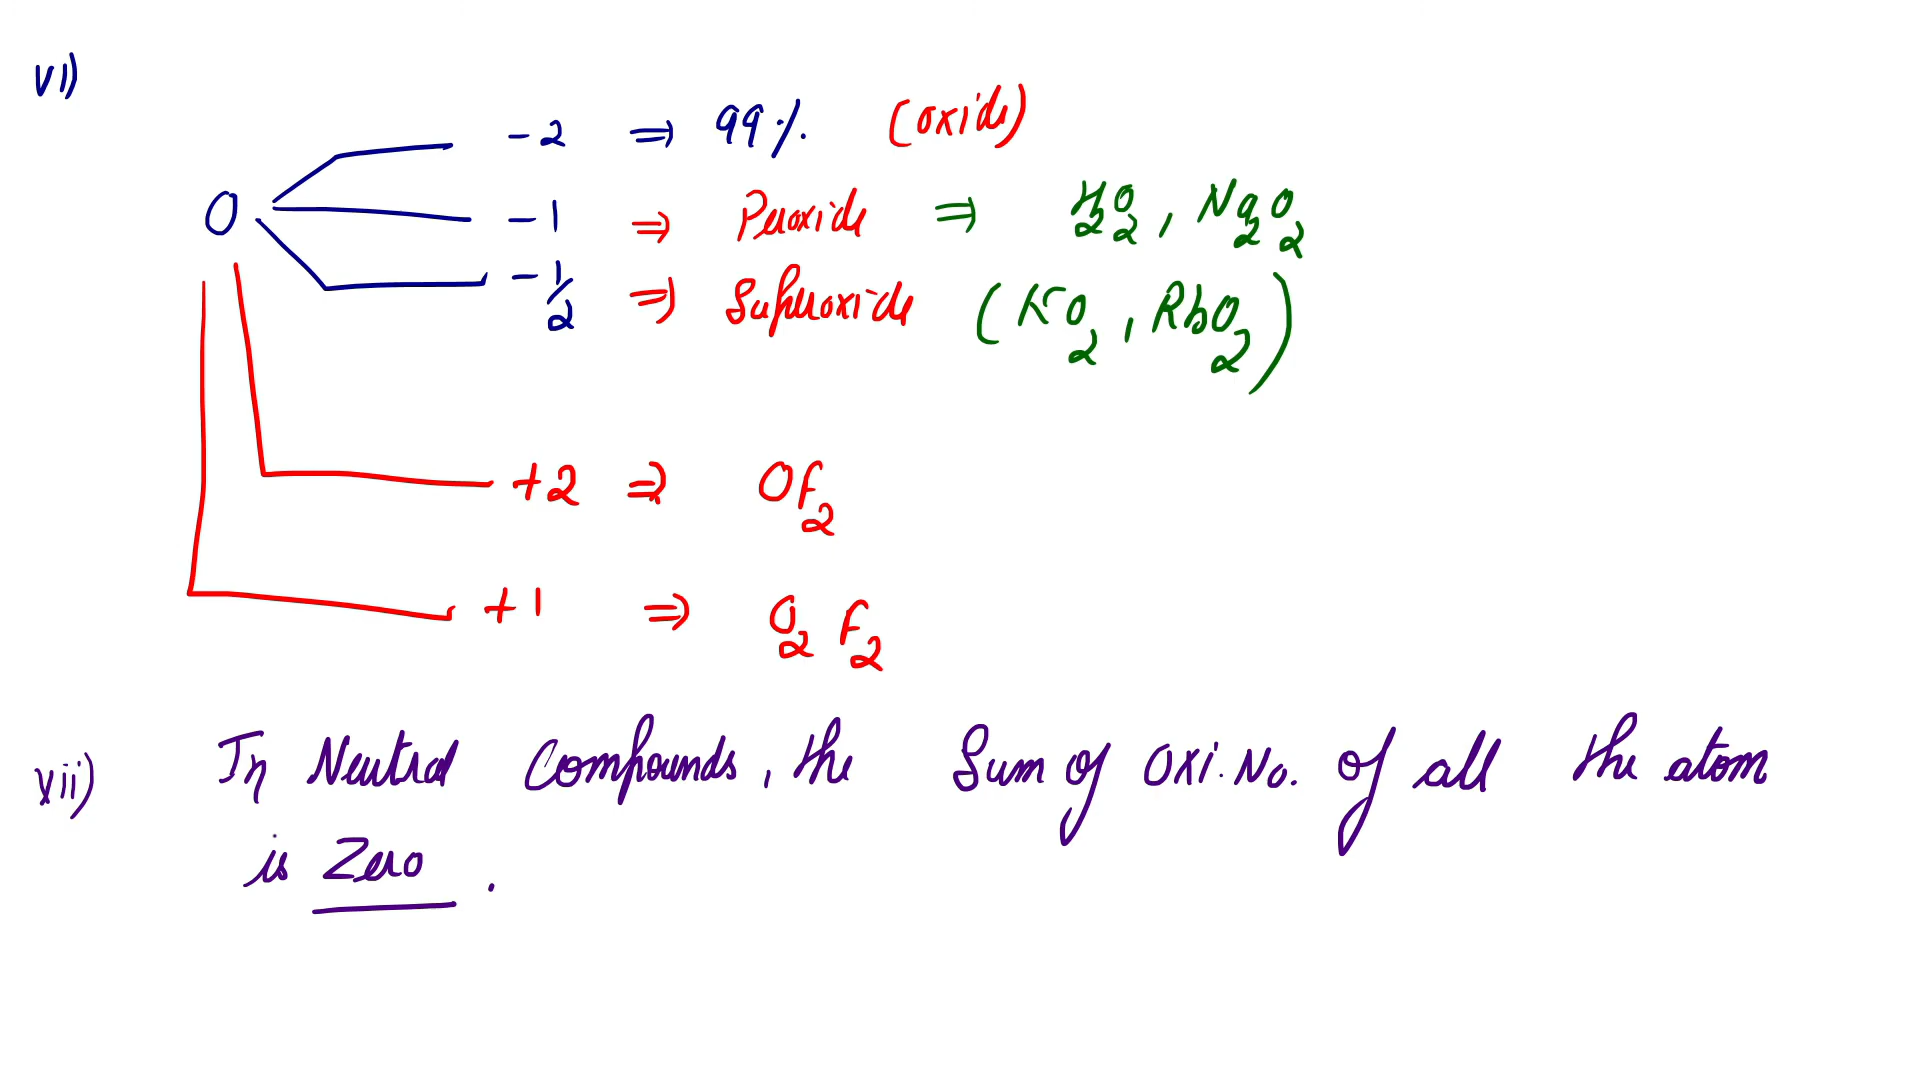 vi)
O
-2 ⇒ 99% (oxide)
-1 ⇒ Peroxide ⇒ H₂O₂, Na₂O₂
-1/2 ⇒ Superoxide (KO₂, RbO₂)
+2 ⇒ OF₂
+1 ⇒ O₂F₂
vii) In Neutral Compounds, the Sum of Oxi. No. of all the atom
is Zero.